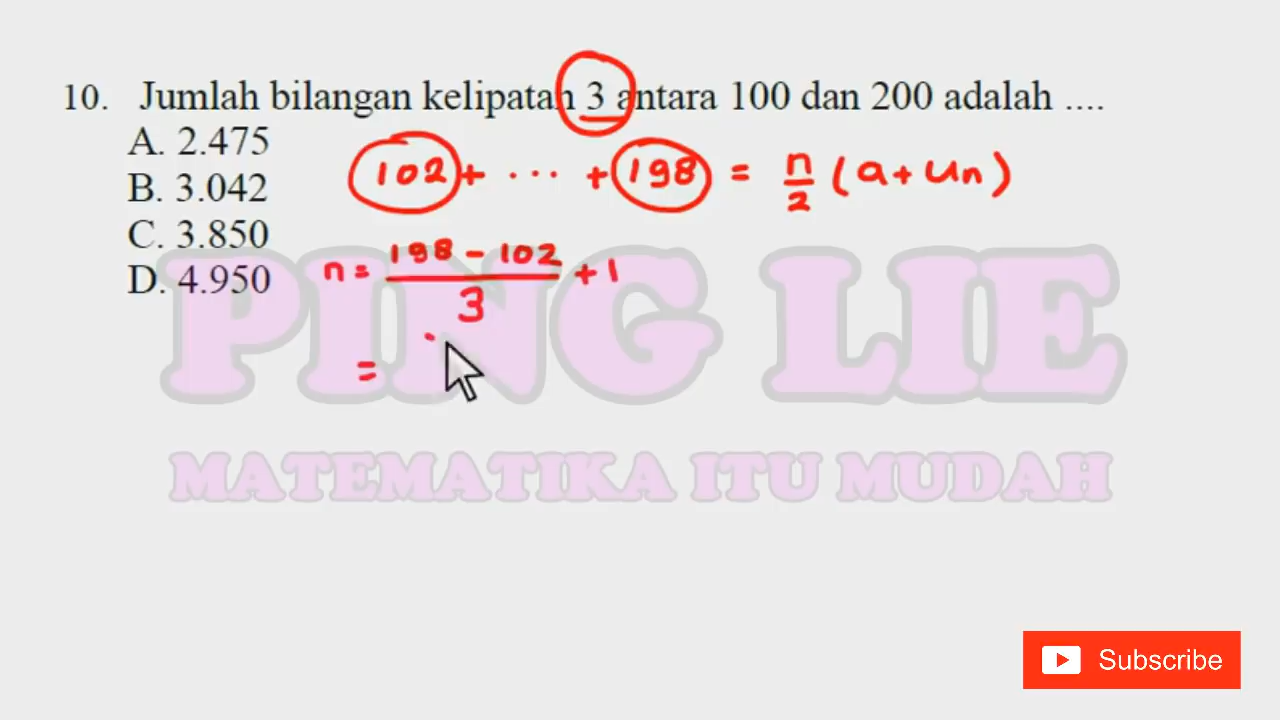 10. Jumlah bilangan kelipatan 3 antara 100 dan 200 adalah ....
A. 2.475
B. 3.042
C. 3.850
D. 4.950
102 + ... + 198 = n/2 (a + Un)
n = 198 - 102 / 3 + 1
=
PING LIE
MATEMATIKA ITU MUDAH
Subscribe